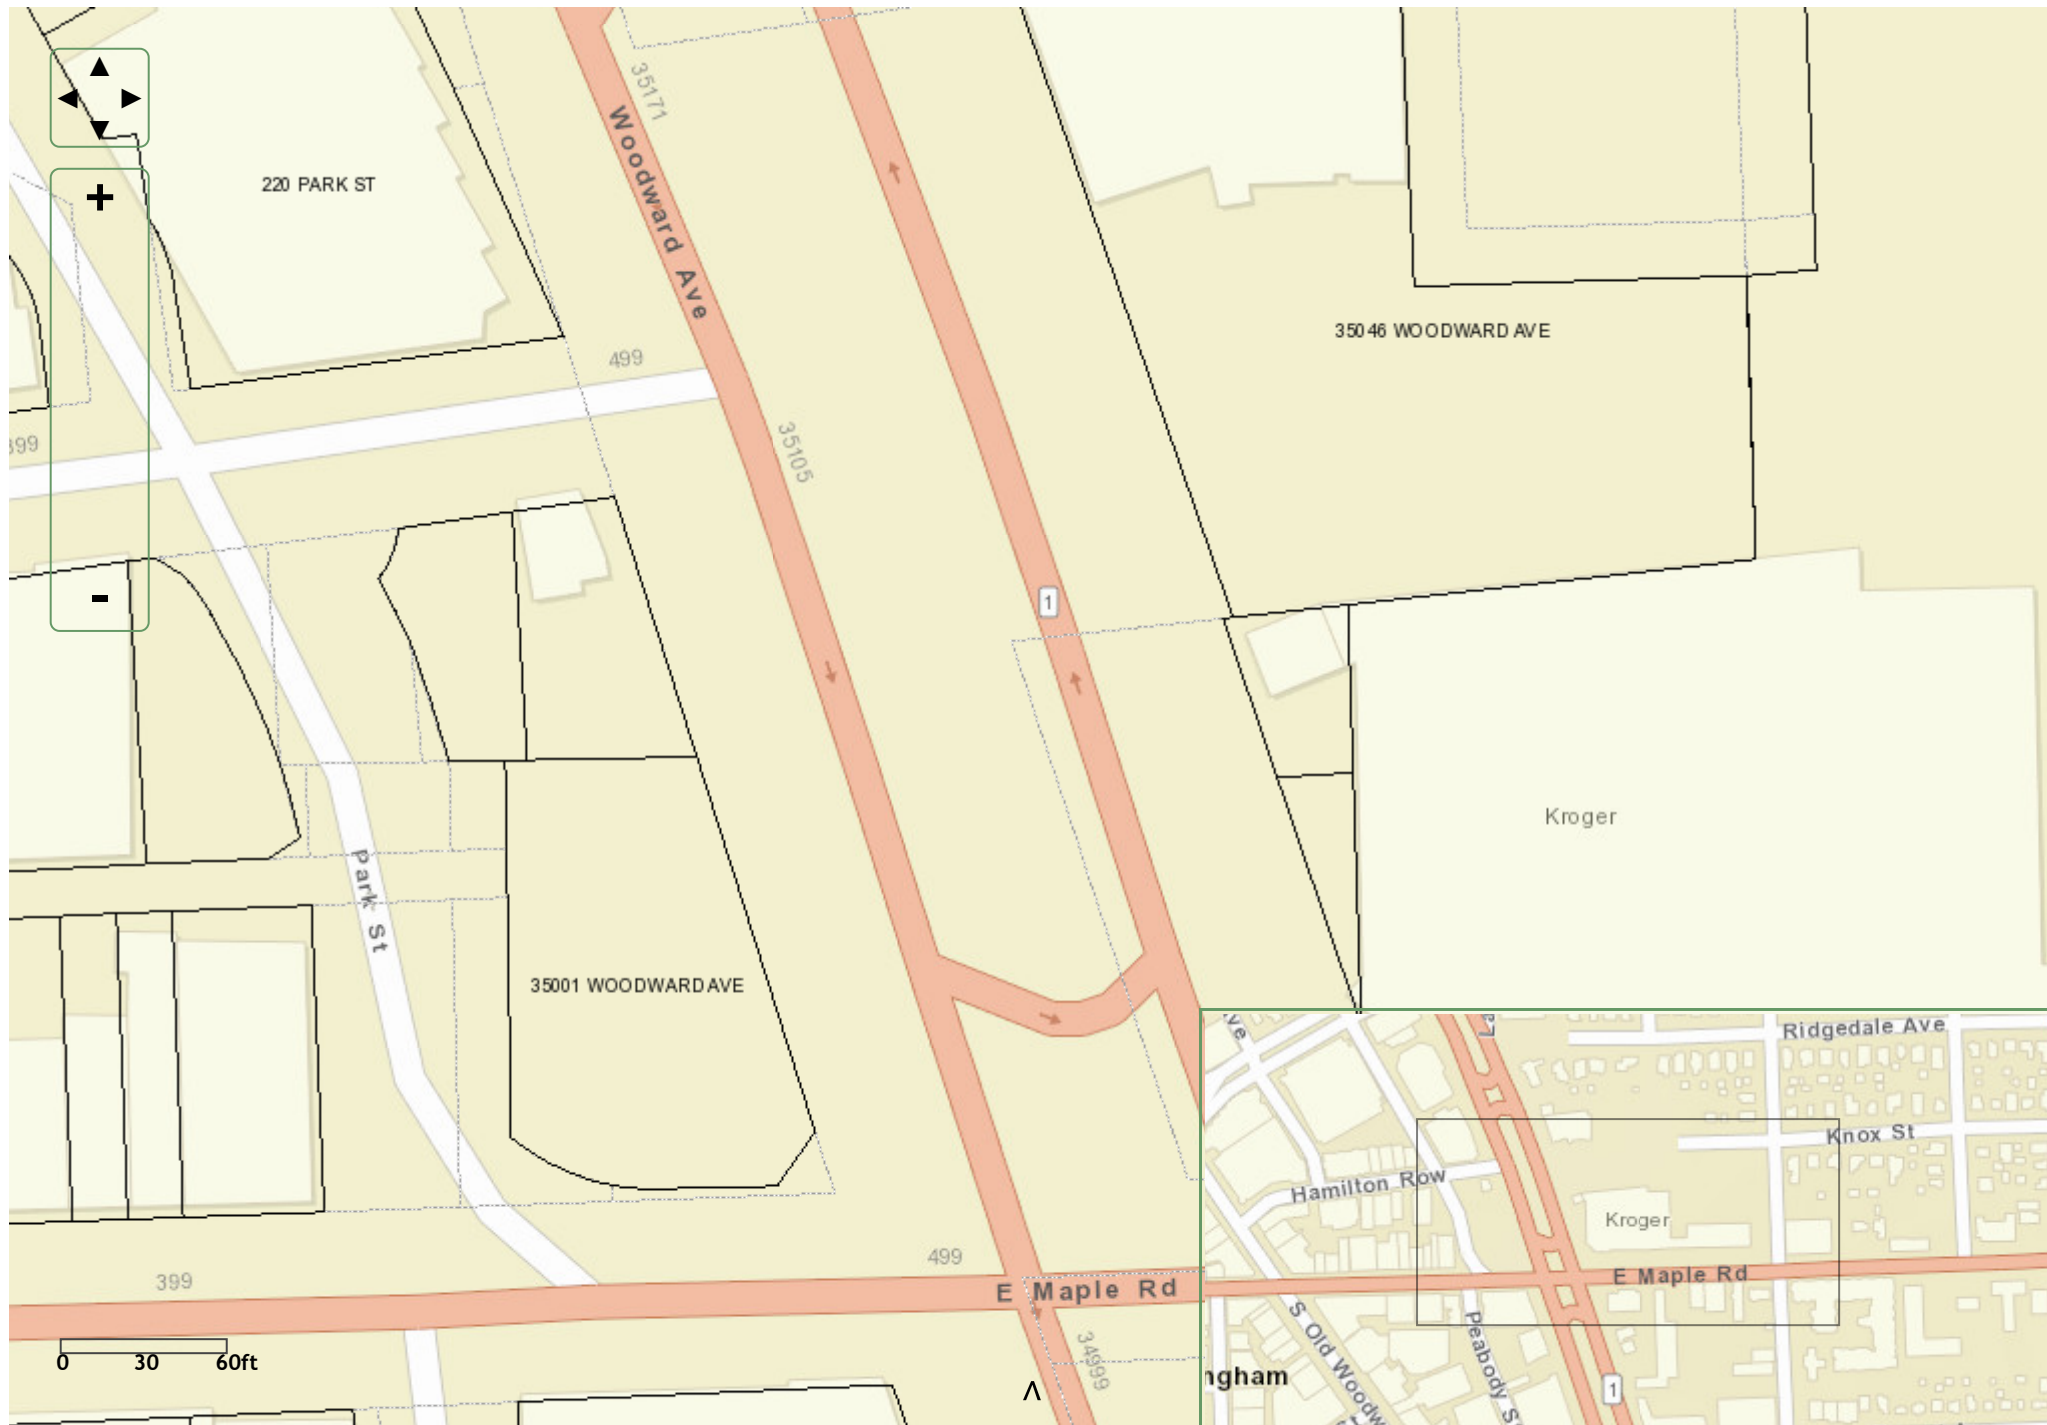 35171
Woodward Ave
220 PARK ST
+
35046 WOODWARD AVE
499
399
35105
-
1
Kroger
Park St
35001 WOODWARD AVE
499
399
E Maple Rd
34999
0 30 60ft
Ridgedale Ave
Knox St
Hamilton Row
Kroger
E Maple Rd
S Old Woodw
Peabody S
ngham
1